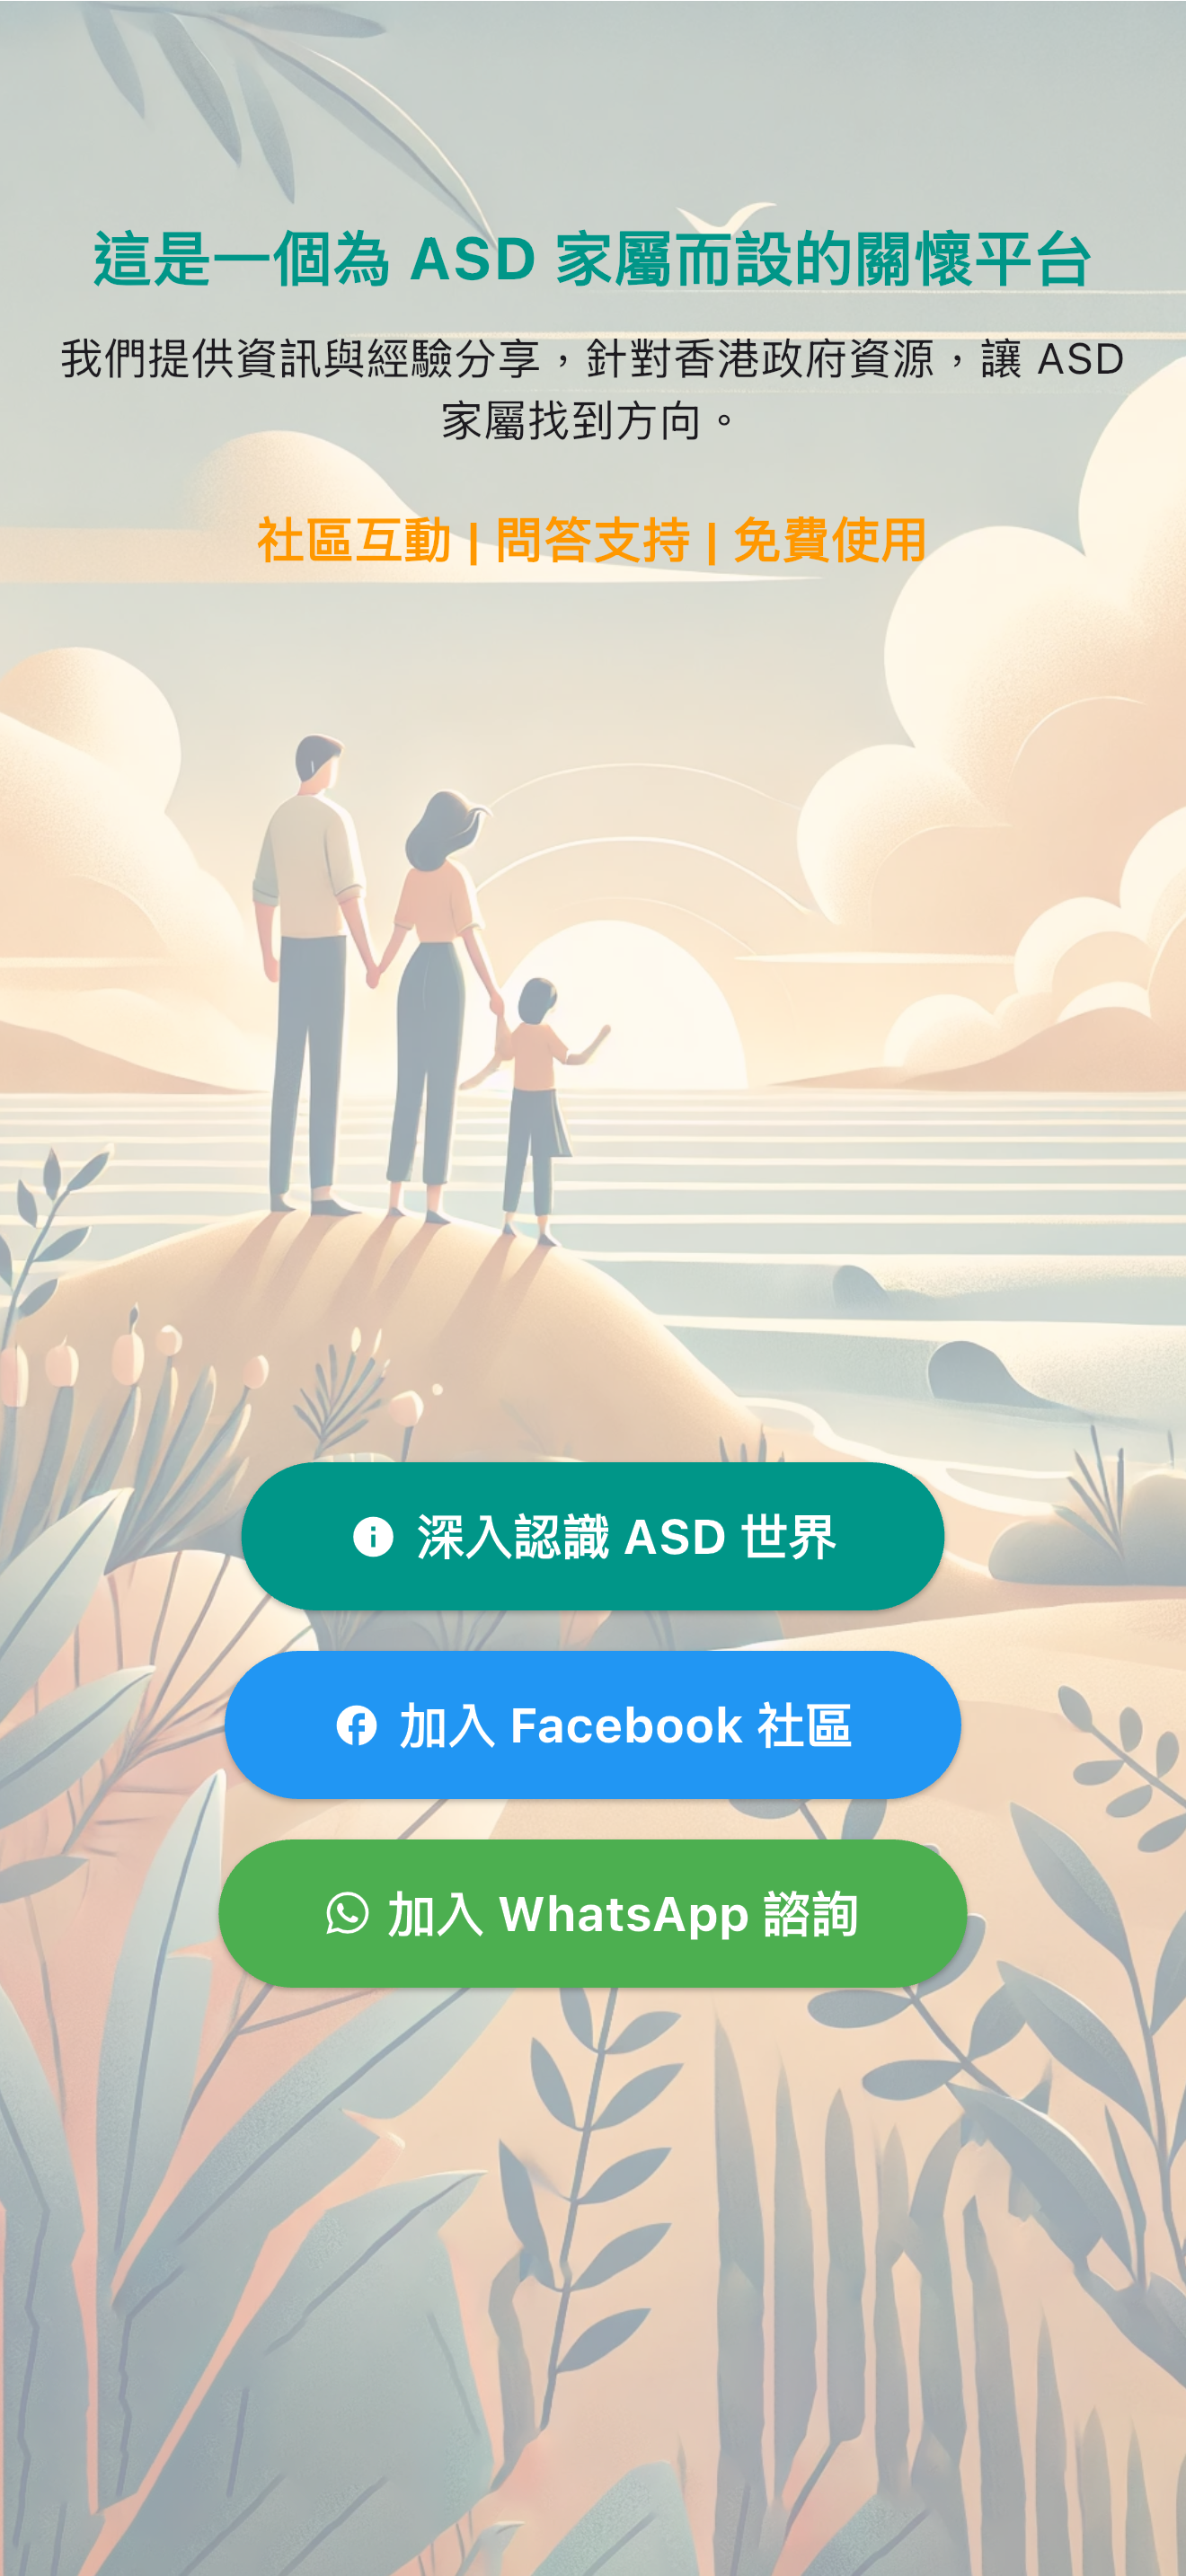 這是一個為 ASD 家屬而設的關懷平台
我們提供資訊與經驗分享，針對香港政府資源，讓 ASD
家屬找到方向。
社區互動 | 問答支持 | 免費使用
深入認識 ASD 世界
加入 Facebook 社區
加入 WhatsApp 諮詢